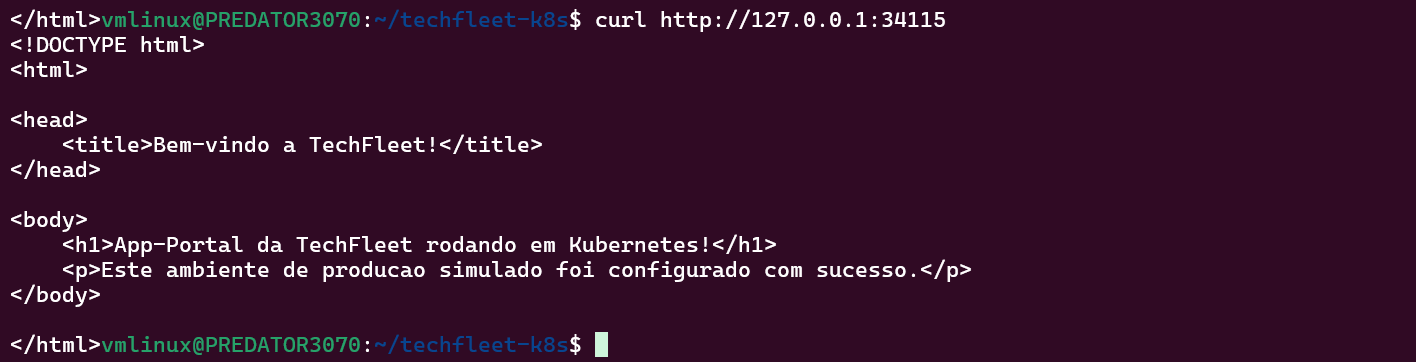 </html>vmlinux@PREDATOR3070:~/techfleet-k8s$ curl http://127.0.0.1:34115
<!DOCTYPE html>
<html>
<head>
    <title>Bem-vindo a TechFleet!</title>
</head>
<body>
    <h1>App-Portal da TechFleet rodando em Kubernetes!</h1>
    <p>Este ambiente de producao simulado foi configurado com sucesso.</p>
</body>
</html>vmlinux@PREDATOR3070:~/techfleet-k8s$